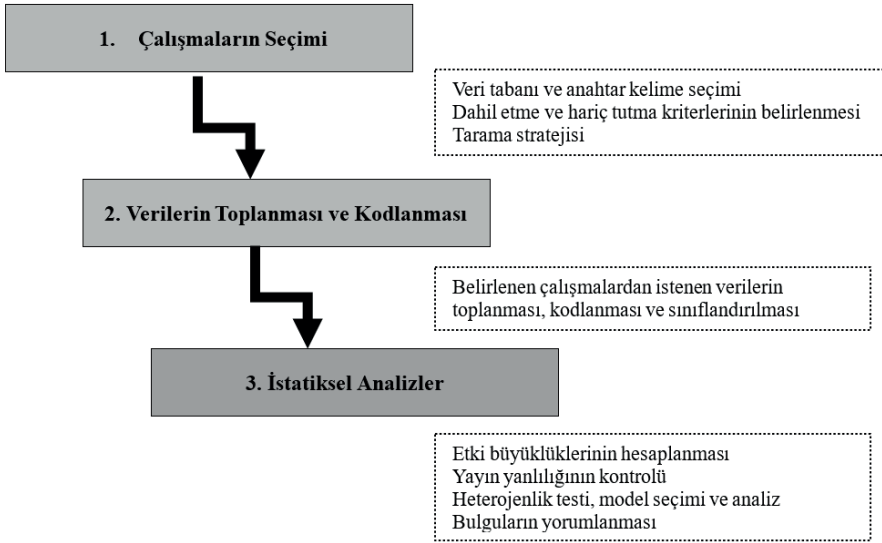 1. Çalışmaların Seçimi
Veri tabanı ve anahtar kelime seçimi
Dahil etme ve hariç tutma kriterlerinin belirlenmesi
Tarama stratejisi
2. Verilerin Toplanması ve Kodlanması
Belirlenen çalışmalardan istenen verilerin
toplanması, kodlanması ve sınıflandırılması
3. İstatiksel Analizler
Etki büyüklüklerinin hesaplanması
Yayın yanlılığının kontrolü
Heterojenlik testi, model seçimi ve analiz
Bulguların yorumlanması